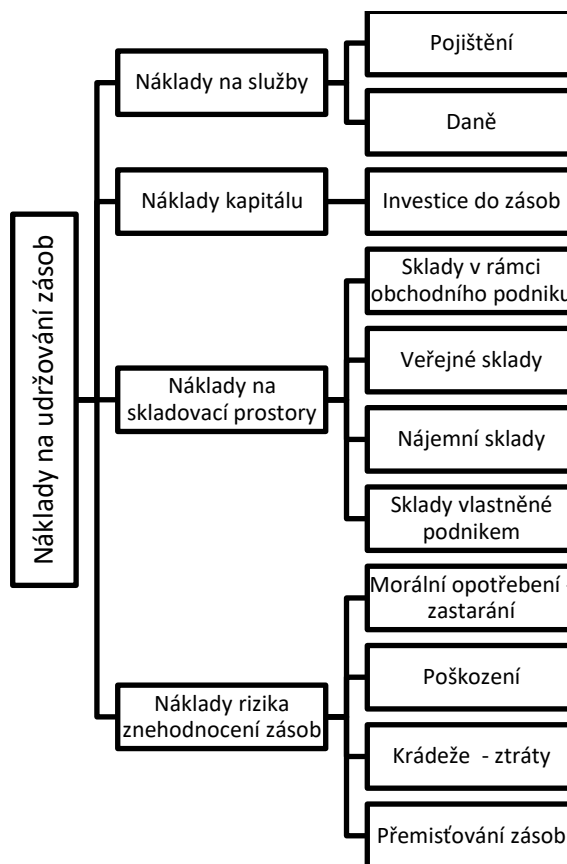 Náklady na udržování zásob
Náklady na služby
Pojištění
Daně
Náklady kapitálu
Investice do zásob
Náklady na
skladovací prostory
Sklady v rámci
obchodního podniku
Veřejné sklady
Nájemní sklady
Sklady vlastněné
podnikem
Náklady rizika
znehodnocení zásob
Morální opotřebení -
zastarání
Poškození
Krádeže - ztráty
Přemisťování zásob